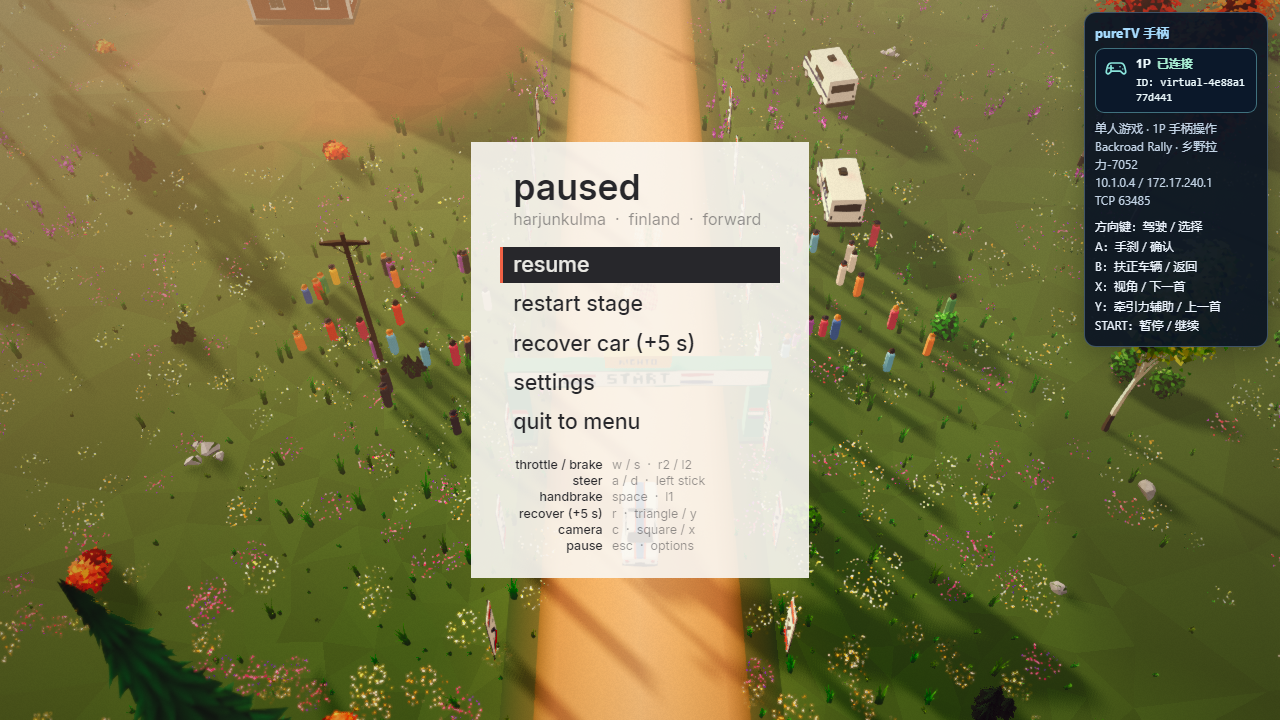 paused
harjunkulma · finland · forward
resume
restart stage
recover car (+5 s)
START
settings
quit to menu
throttle / brake w / s · r2 / l2
steer a / d · left stick
handbrake space · l1
recover (+5 s) r · triangle / y
camera c · square / x
pause esc · options
pureTV 手柄
1P 已连接
ID: virtual-4e88a1
77d441
单人游戏 · 1P 手柄操作
Backroad Rally · 乡野拉
力-7052
10.1.0.4 / 172.17.240.1
TCP 63485
方向键：驾驶 / 选择
A：手刹 / 确认
B：扶正车辆 / 返回
X：视角 / 下一首
Y：牵引力辅助 / 上一首
START：暂停 / 继续